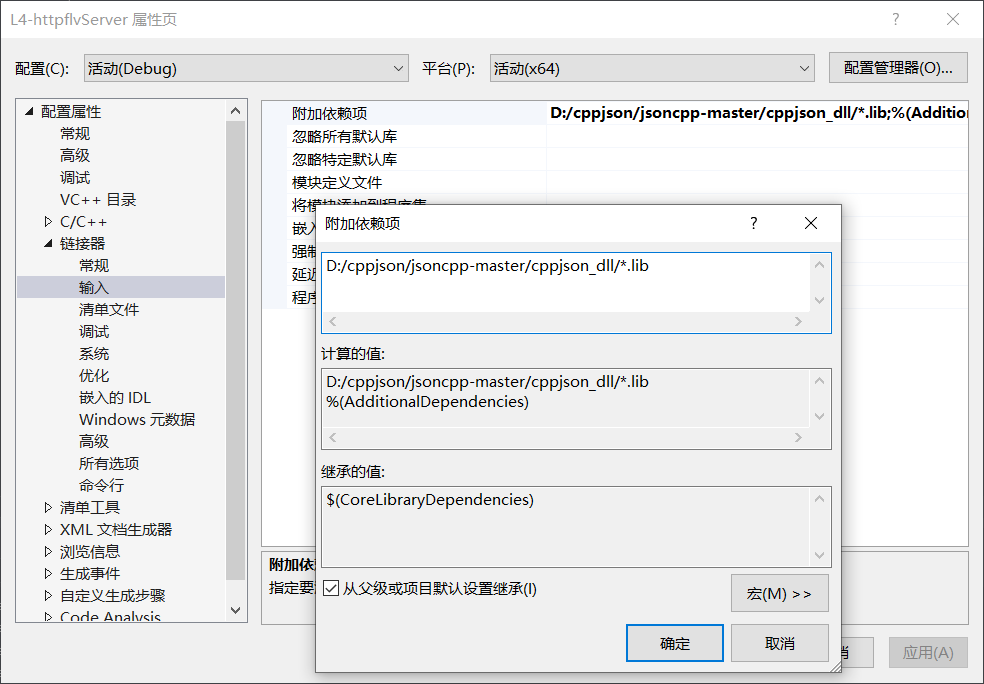 L4-httpflvServer 属性页
配置(C):
活动(Debug)
平台(P):
活动(x64)
配置管理器(O)...
配置属性
常规
高级
调试
VC++ 目录
C/C++
链接器
常规
输入
清单文件
调试
系统
优化
嵌入的 IDL
Windows 元数据
高级
所有选项
命令行
清单工具
XML 文档生成器
浏览信息
生成事件
自定义生成步骤
Code Analysis
附加依赖项
D:/cppjson/jsoncpp-master/cppjson_dll/*.lib;%(Additio
忽略所有默认库
忽略特定默认库
模块定义文件
将模块添加到程序集
嵌入
强制
延迟
程序
附加依
指定要
附加依赖项
?
D:/cppjson/jsoncpp-master/cppjson_dll/*.lib
计算的值:
D:/cppjson/jsoncpp-master/cppjson_dll/*.lib
%(AdditionalDependencies)
继承的值:
$(CoreLibraryDependencies)
从父级或项目默认设置继承(I)
宏(M) >>
确定
取消
应用(A)